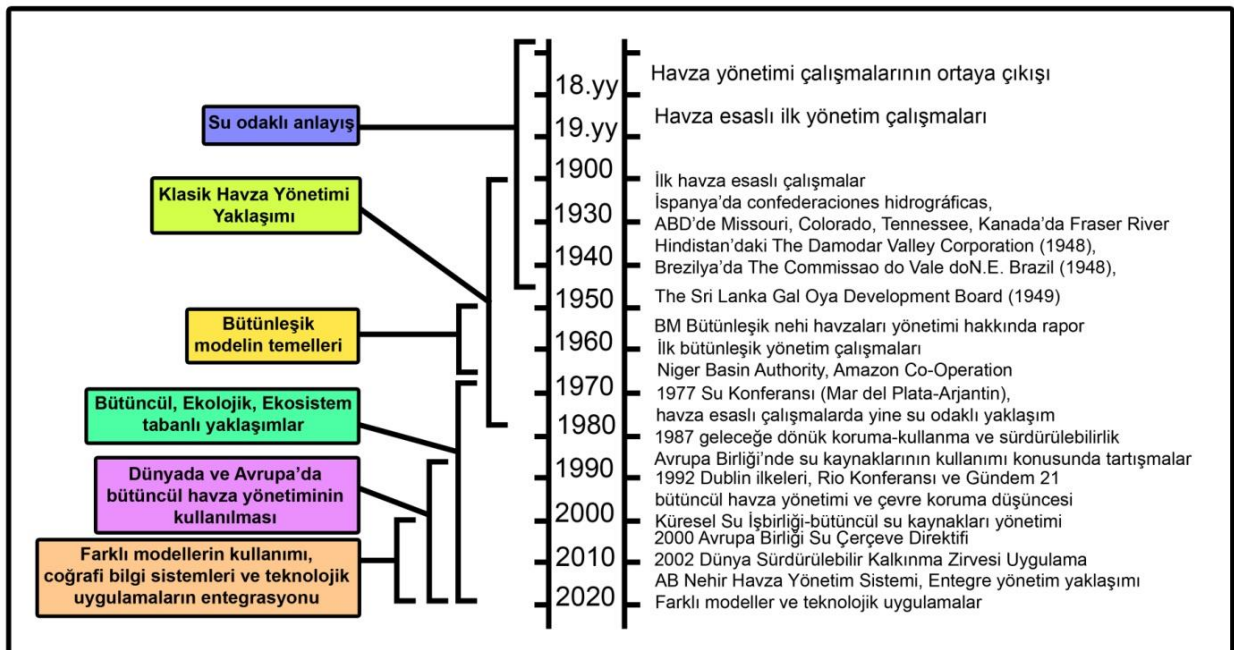 Su odaklı anlayış
Klasik Havza Yönetimi
Yaklaşımı
Bütünleşik
modelin temelleri
Bütüncül, Ekolojik, Ekosistem
tabanlı yaklaşımlar
Dünyada ve Avrupa’da
bütüncül havza yönetiminin
kullanılması
Farklı modellerin kullanımı,
coğrafi bilgi sistemleri ve teknolojik
uygulamaların entegrasyonu
18.yy
19.yy
1900
1930
1940
1950
1960
1970
1980
1990
2000
2010
2020
Havza yönetimi çalışmalarının ortaya çıkışı
Havza esaslı ilk yönetim çalışmaları
İlk havza esaslı çalışmalar
İspanya’da confederaciones hidrográficas,
ABD’de Missouri, Colorado, Tennessee, Kanada’da Fraser River
Hindistan’daki The Damodar Valley Corporation (1948),
Brezilya’da The Commissao do Vale doN.E. Brazil (1948),
The Sri Lanka Gal Oya Development Board (1949)
BM Bütünleşik nehi havzaları yönetimi hakkında rapor
İlk bütünleşik yönetim çalışmaları
Niger Basin Authority, Amazon Co-Operation
1977 Su Konferansı (Mar del Plata-Arjantin),
havza esaslı çalışmalarda yine su odaklı yaklaşım
1987 geleceğe dönük koruma-kullanma ve sürdürülebilirlik
Avrupa Birliği’nde su kaynaklarının kullanımı konusunda tartışmalar
1992 Dublin ilkeleri, Rio Konferansı ve Gündem 21
bütüncül havza yönetimi ve çevre koruma düşüncesi
Küresel Su İşbirliği-bütüncül su kaynakları yönetimi
2000 Avrupa Birliği Su Çerçeve Direktifi
2002 Dünya Sürdürülebilir Kalkınma Zirvesi Uygulama
AB Nehir Havza Yönetim Sistemi, Entegre yönetim yaklaşımı
Farklı modeller ve teknolojik uygulamalar